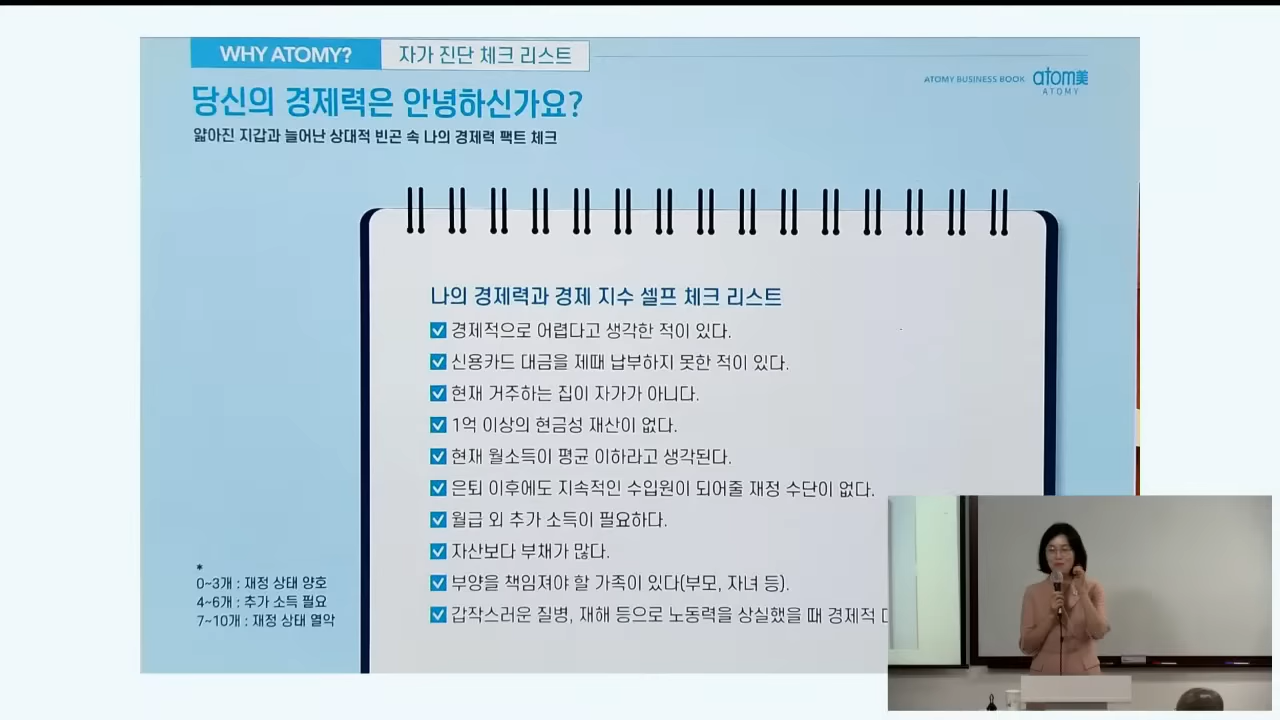 WHY ATOMY? 자가 진단 체크 리스트
ATOMY BUSINESS BOOK atom美
ATOMY
당신의 경제력은 안녕하신가요?
얇아진 지갑과 늘어난 상대적 빈곤 속 나의 경제력 팩트 체크
나의 경제력과 경제 지수 셀프 체크 리스트
경제적으로 어렵다고 생각한 적이 있다.
신용카드 대금을 제때 납부하지 못한 적이 있다.
현재 거주하는 집이 자가가 아니다.
1억 이상의 현금성 재산이 없다.
현재 월소득이 평균 이하라고 생각된다.
은퇴 이후에도 지속적인 수입원이 되어줄 재정 수단이 없다.
월급 외 추가 소득이 필요하다.
자산보다 부채가 많다.
부양을 책임져야 할 가족이 있다(부모, 자녀 등).
갑작스러운 질병, 재해 등으로 노동력을 상실했을 때 경제적
*
0~3개 : 재정 상태 양호
4~6개 : 추가 소득 필요
7~10개 : 재정 상태 열악